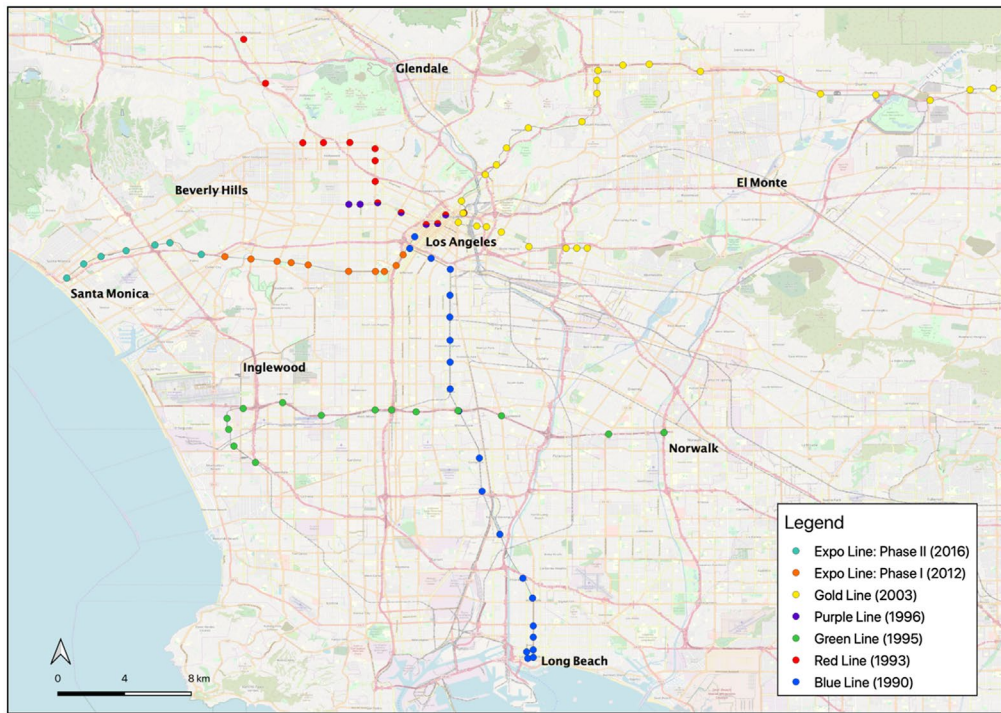 Glendale
Beverly Hills
El Monte
Los Angeles
Santa Monica
Inglewood
Norwalk
Long Beach
Legend
Expo Line: Phase II (2016)
Expo Line: Phase I (2012)
Gold Line (2003)
Purple Line (1996)
Green Line (1995)
Red Line (1993)
Blue Line (1990)
0 4 8 km